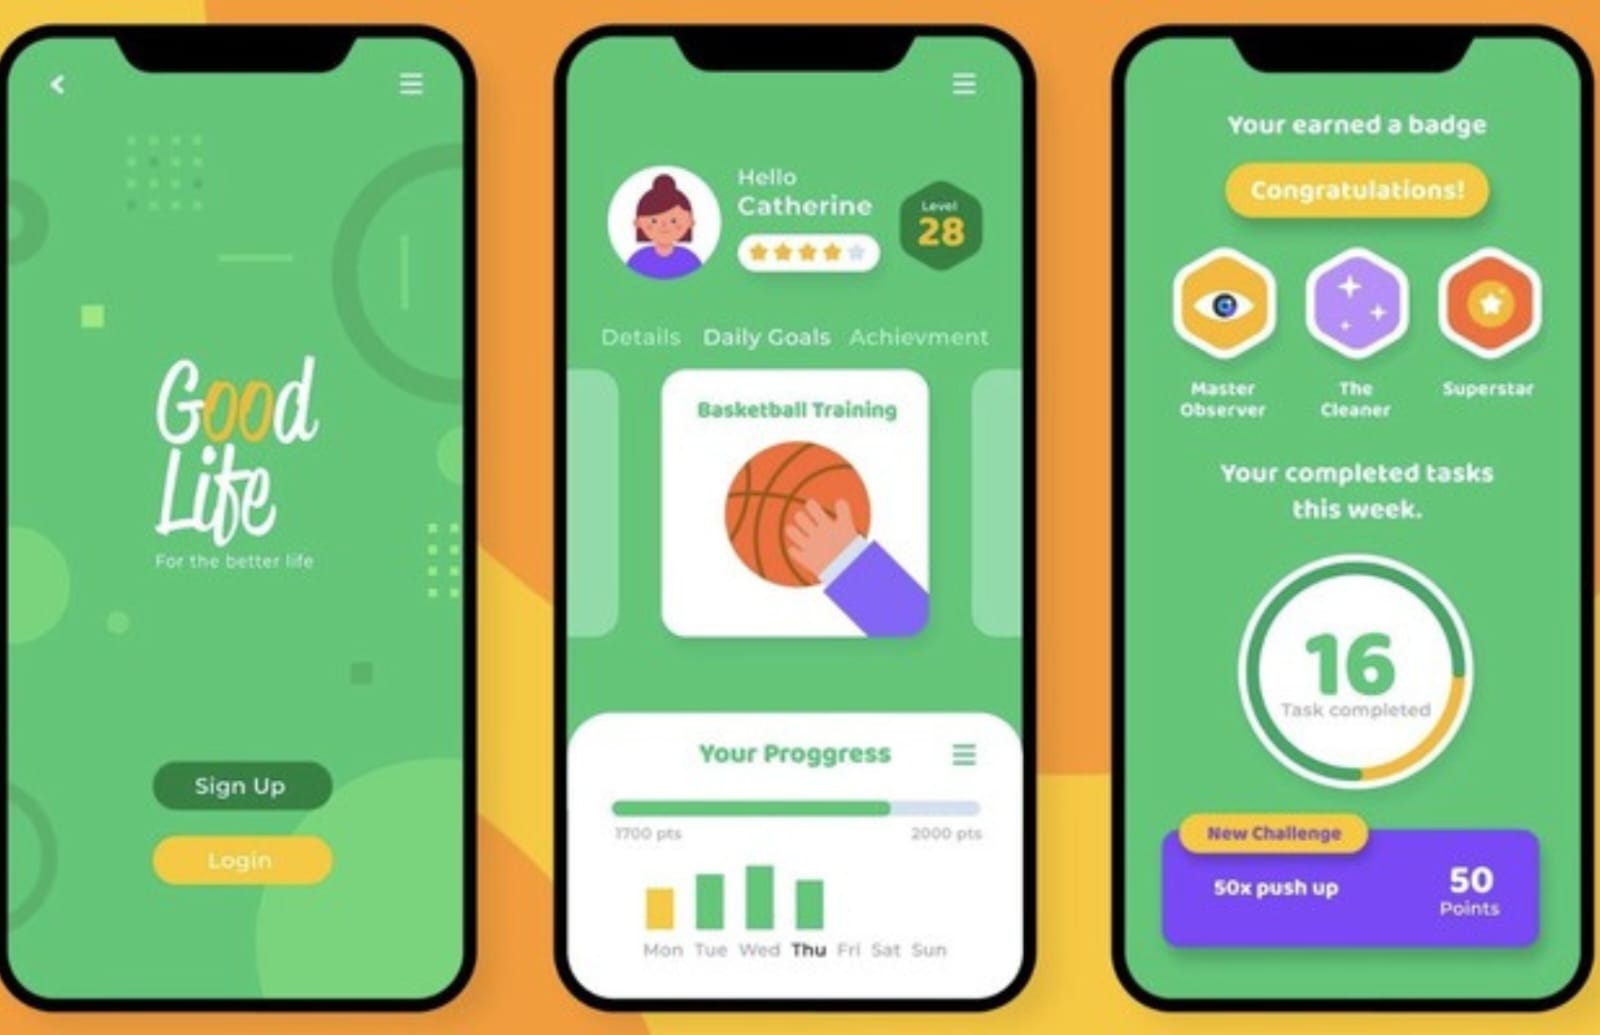 Good
Life
For the better life
Sign Up
Login
Hello
Catherine
Level
28
Details Daily Goals Achievment
Basketball Training
Your Proggress
1700 pts 2000 pts
Mon Tue Wed Thu Fri Sat Sun
Your earned a badge
Congratulations!
Master
Observer
The
Cleaner
Superstar
Your completed tasks
this week.
16
Task completed
New Challenge
50x push up
50
Points